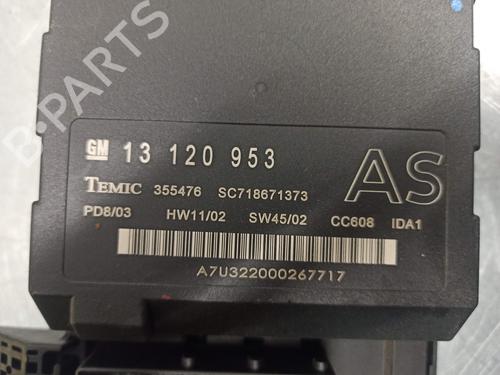 B-PARTS
GM 13 120 953
AS
TEMIC 355476 SC718671373
PD8/03 HW11/02 SW45/02 CC608 IDA1
A7U322000267717